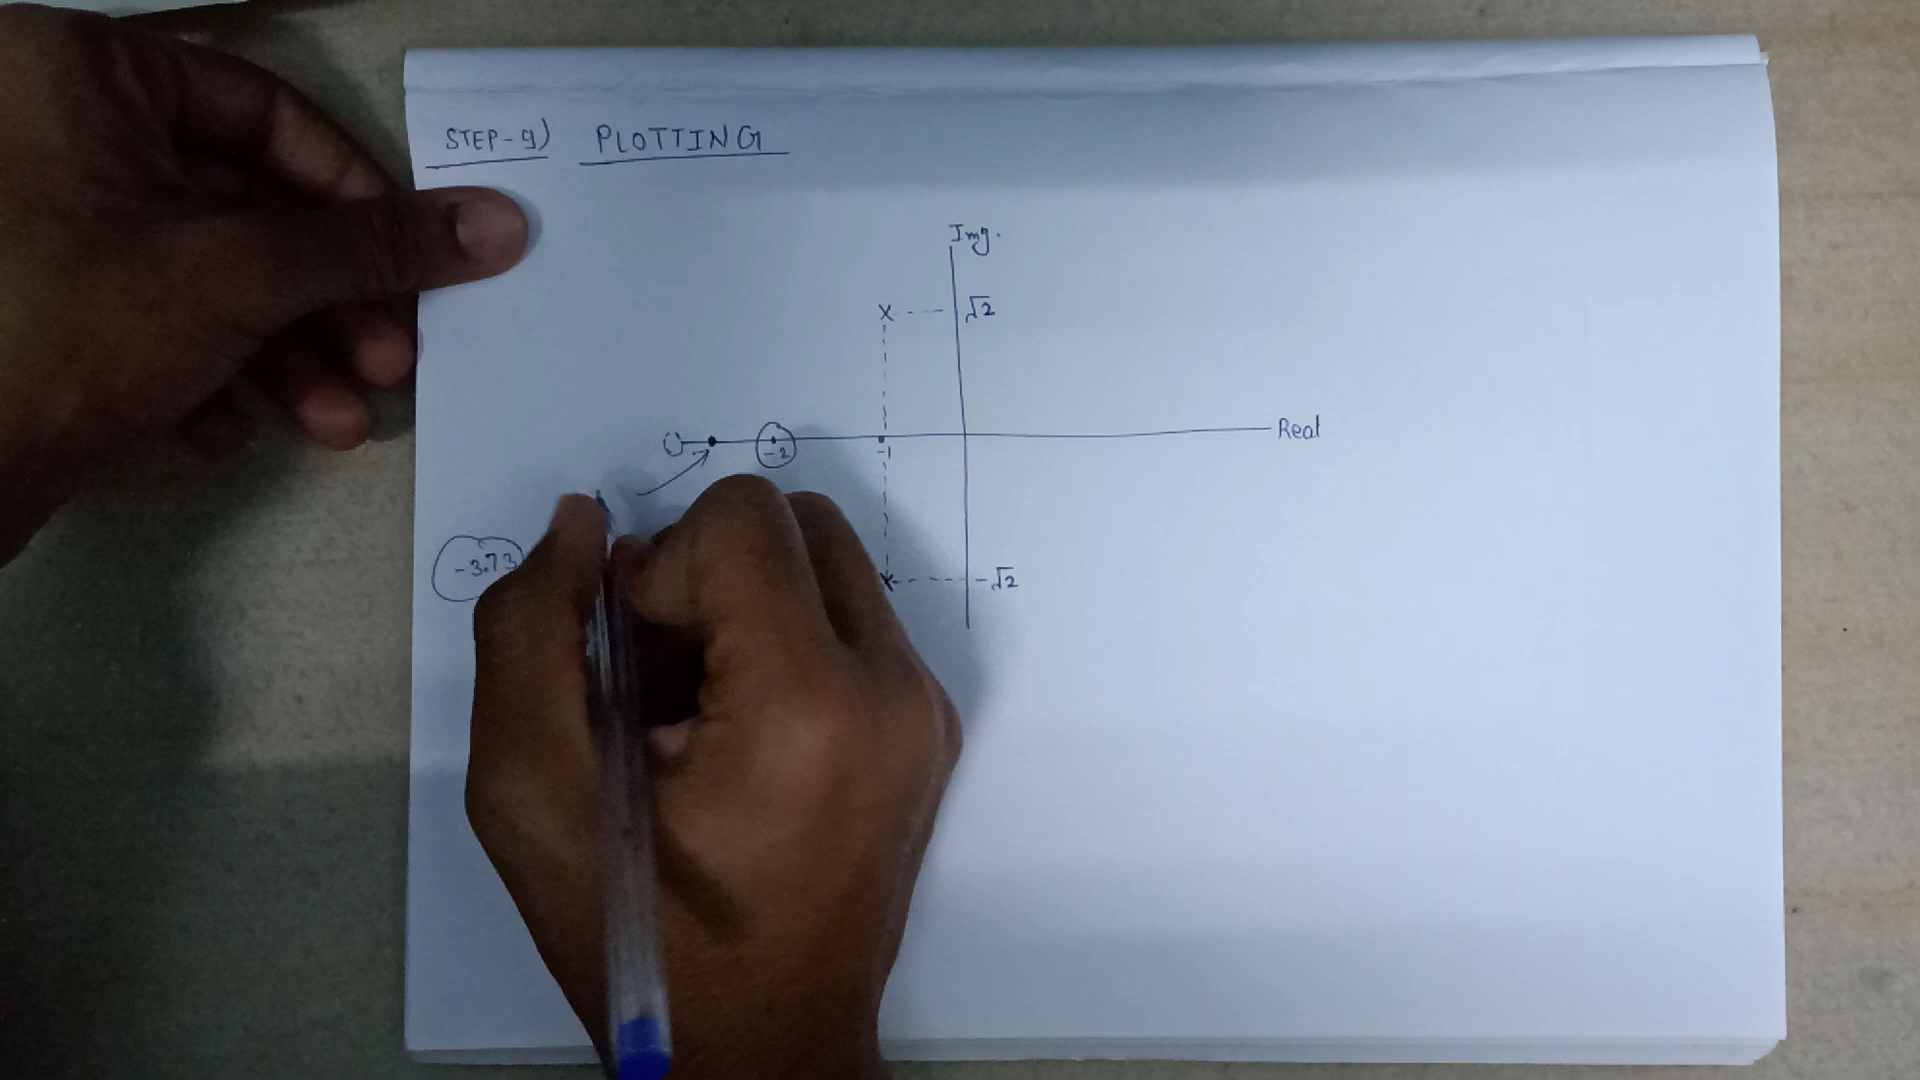 STEP-9) PLOTTING
Img.
√2
Real
-2
-1
-3.73
-√2